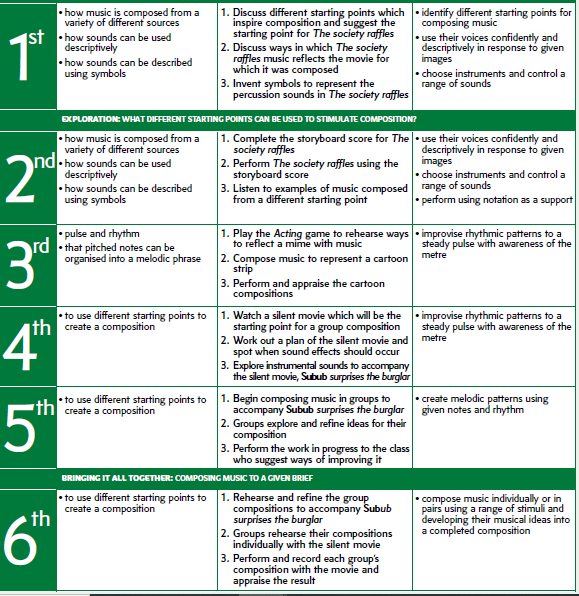 1st
• how music is composed from a
variety of different sources
• how sounds can be used
descriptively
• how sounds can be described
using symbols
1. Discuss different starting points which
inspire composition and suggest the
starting point for The society raffles
2. Discuss ways in which The society
raffles music reflects the movie for
which it was composed
3. Invent symbols to represent the
percussion sounds in The society raffles
• identify different starting points for
composing music
• use their voices confidently and
descriptively in response to given
images
• choose instruments and control a
range of sounds
EXPLORATION: WHAT DIFFERENT STARTING POINTS CAN BE USED TO STIMULATE COMPOSITION?
2nd
• how music is composed from a
variety of different sources
• how sounds can be used
descriptively
• how sounds can be described
using symbols
1. Complete the storyboard score for The
society raffles
2. Perform The society raffles using the
storyboard score
3. Listen to examples of music composed
from a different starting point
• use their voices confidently and
descriptively in response to given
images
• choose instruments and control a
range of sounds
• perform using notation as a support
3rd
• pulse and rhythm
• that pitched notes can be
organised into a melodic phrase
1. Play the Acting game to rehearse ways
to reflect a mime with music
2. Compose music to represent a cartoon
strip
3. Perform and appraise the cartoon
compositions
• improvise rhythmic patterns to a
steady pulse with awareness of the
metre
4th
• to use different starting points to
create a composition
1. Watch a silent movie which will be the
starting point for a group composition
2. Work out a plan of the silent movie and
spot when sound effects should occur
3. Explore instrumental sounds to accompany
the silent movie, Subub surprises the burglar
• improvise rhythmic patterns to a
steady pulse with awareness of the
metre
5th
• to use different starting points to
create a composition
1. Begin composing music in groups to
accompany Subub surprises the burglar
2. Groups explore and refine ideas for their
composition
3. Perform the work in progress to the class
who suggest ways of improving it
• create melodic patterns using
given notes and rhythm
BRINGING IT ALL TOGETHER: COMPOSING MUSIC TO A GIVEN BRIEF
6th
• to use different starting points to
create a composition
1. Rehearse and refine the group
compositions to accompany Subub
surprises the burglar
2. Groups rehearse their compositions
individually with the silent movie
3. Perform and record each group's
composition with the movie and
appraise the result
• compose music individually or in
pairs using a range of stimuli and
developing their musical ideas into
a completed composition